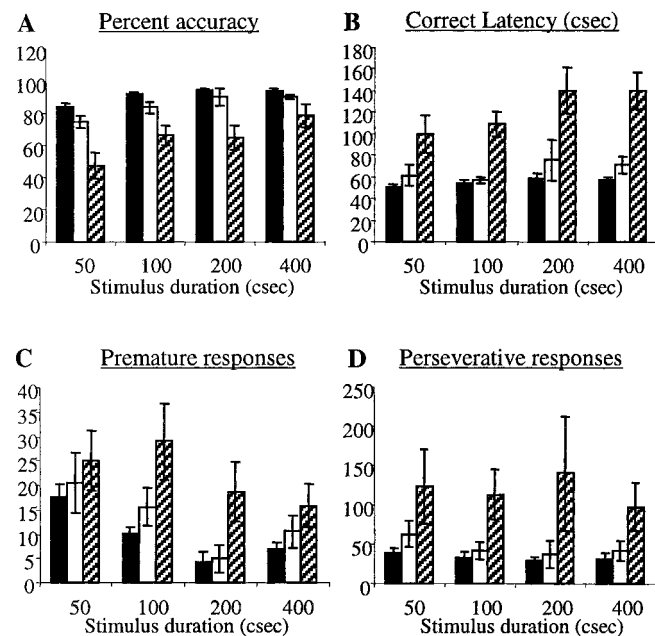 A Percent accuracy
120
100
80
60
40
20
0
50 100 200 400
Stimulus duration (csec)
B Correct Latency (csec)
180
160
140
120
100
80
60
40
20
0
50 100 200 400
Stimulus duration (csec)
C Premature responses
40
35
30
25
20
15
10
5
0
50 100 200 400
Stimulus duration (csec)
D Perseverative responses
250
200
150
100
50
0
50 100 200 400
Stimulus duration (csec)